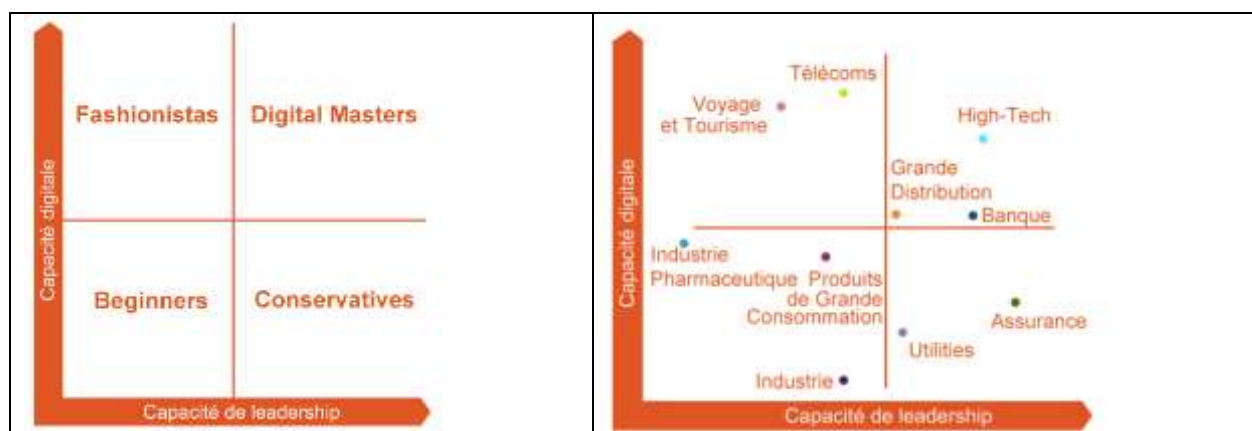 Fashionistas
Digital Masters
Beginners
Conservatives
Capacité digitale
Capacité de leadership
Télécoms
Voyage
et Tourisme
High-Tech
Grande
Distribution
Banque
Industrie
Pharmaceutique
Produits
de Grande
Consommation
Assurance
Utilities
Industrie
Capacité digitale
Capacité de leadership